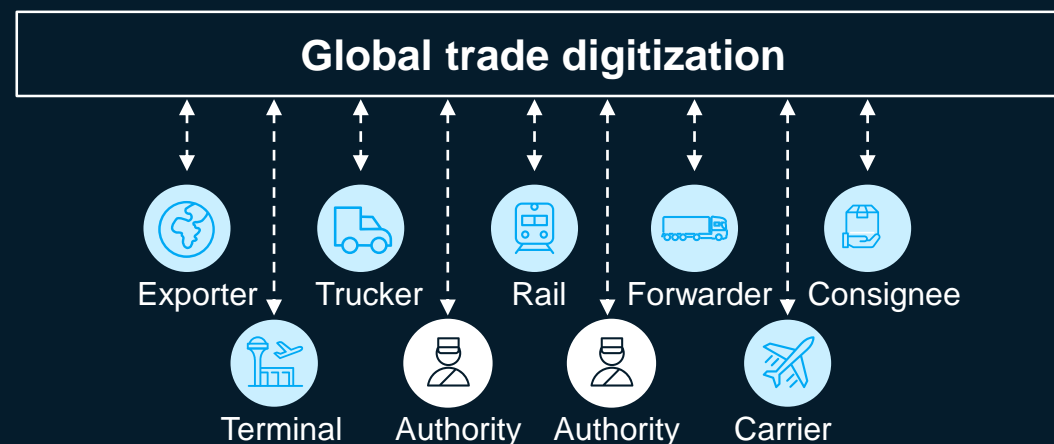 Global trade digitization
Exporter Trucker Rail Forwarder Consignee
Terminal Authority Authority Carrier